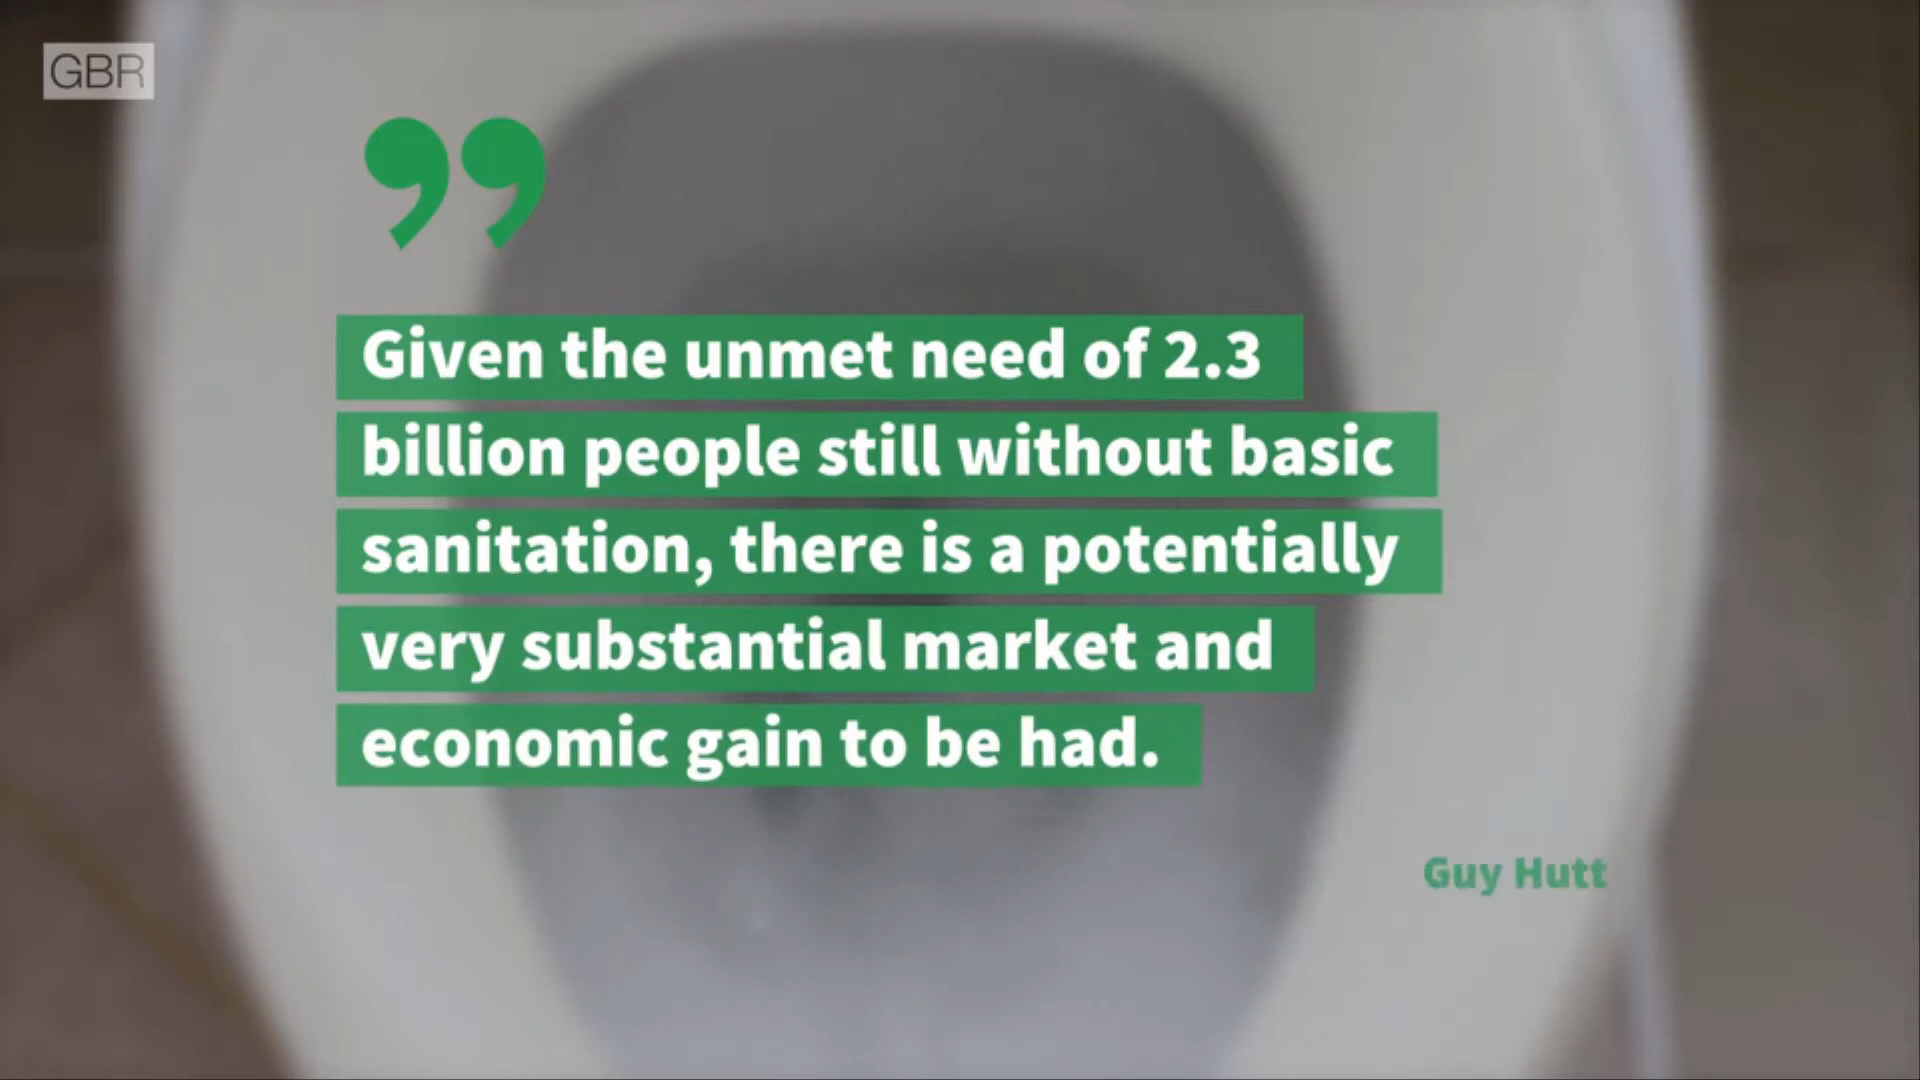 GBR
”
Given the unmet need of 2.3
billion people still without basic
sanitation, there is a potentially
very substantial market and
economic gain to be had.
Guy Hutt